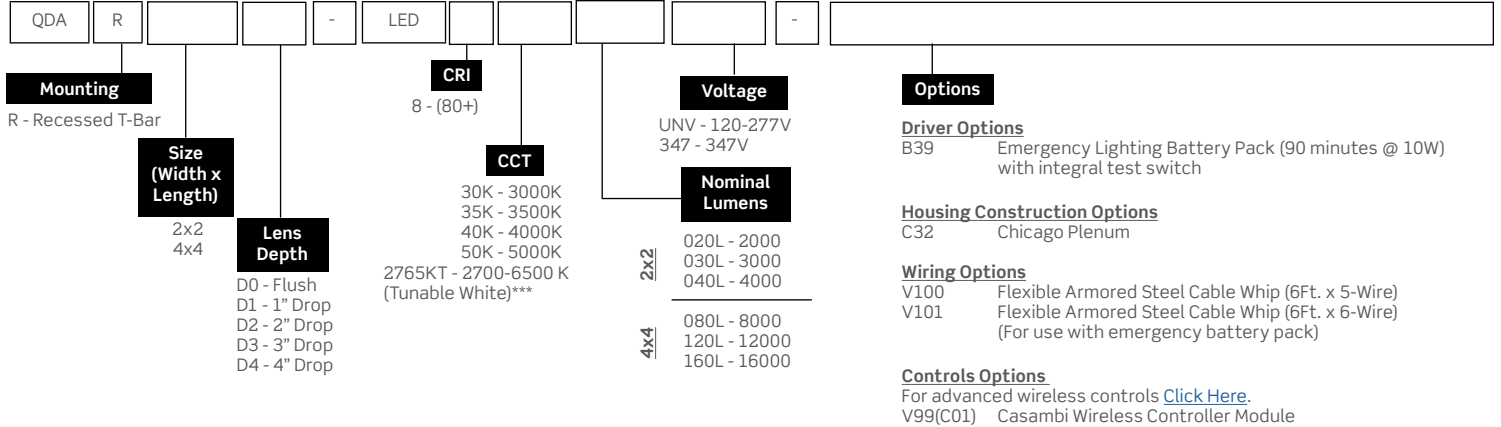 QDA R - LED -
Mounting
R - Recessed T-Bar
Size
(Width x
Length)
2x2
4x4
Lens
Depth
D0 - Flush
D1 - 1” Drop
D2 - 2” Drop
D3 - 3” Drop
D4 - 4” Drop
CRI
8 - (80+)
CCT
30K - 3000K
35K - 3500K
40K - 4000K
50K - 5000K
2765KT - 2700-6500 K
(Tunable White)***
Voltage
UNV - 120-277V
347 - 347V
Nominal
Lumens
2x2
020L - 2000
030L - 3000
040L - 4000
4x4
080L - 8000
120L - 12000
160L - 16000
Options
Driver Options
B39 Emergency Lighting Battery Pack (90 minutes @ 10W)
with integral test switch
Housing Construction Options
C32 Chicago Plenum
Wiring Options
V100 Flexible Armored Steel Cable Whip (6Ft. x 5-Wire)
V101 Flexible Armored Steel Cable Whip (6Ft. x 6-Wire)
(For use with emergency battery pack)
Controls Options
For advanced wireless controls Click Here.
V99(C01) Casambi Wireless Controller Module